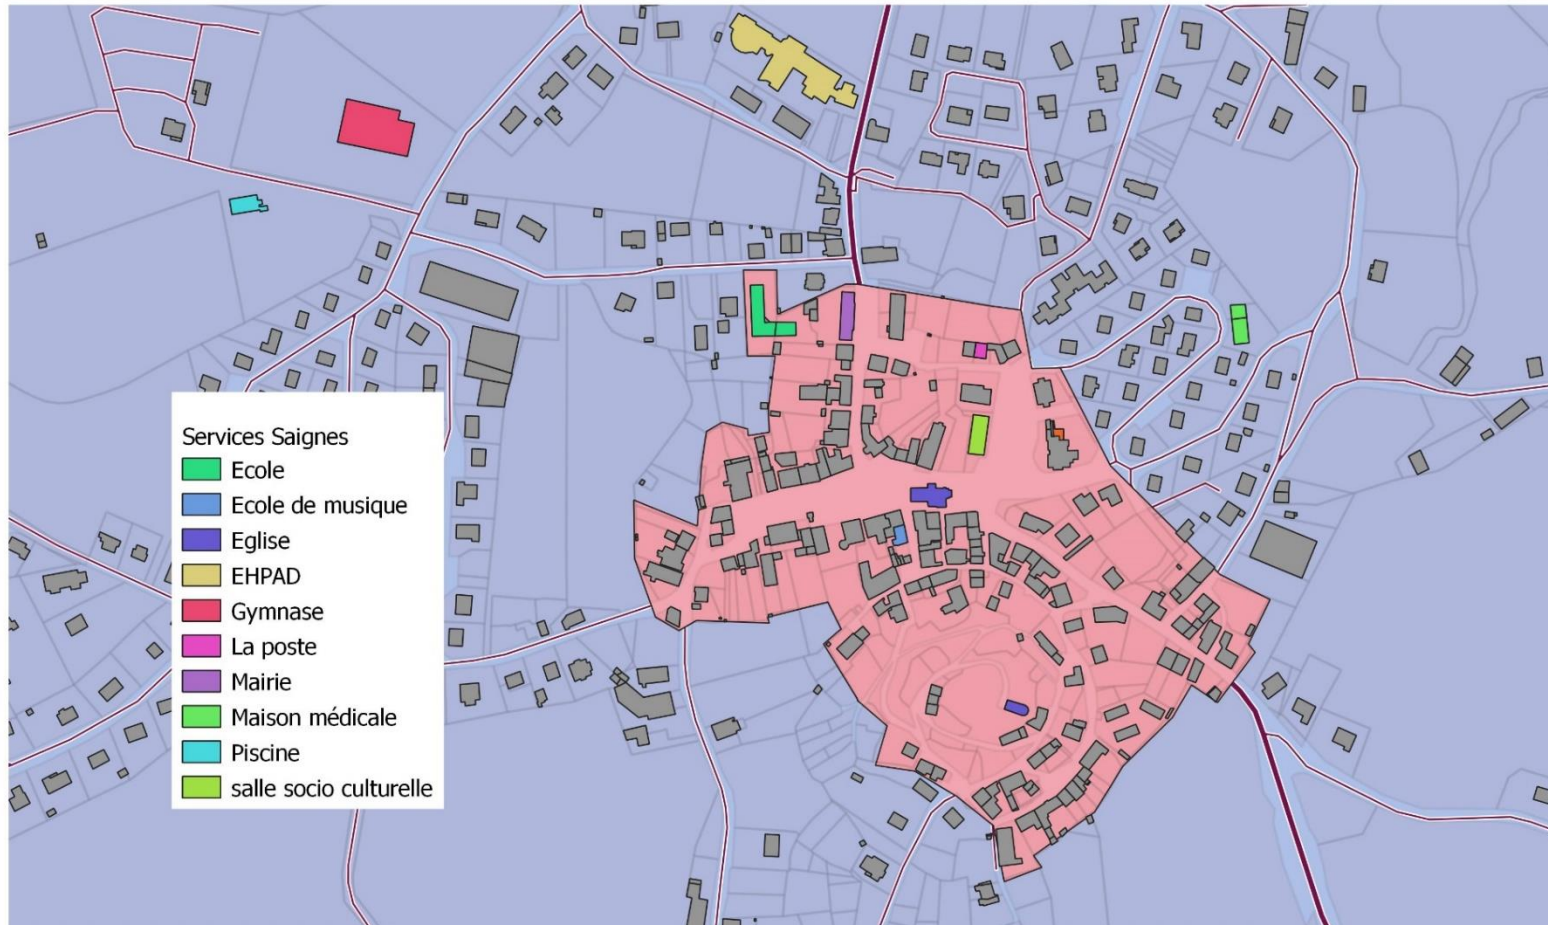 Services Saignes
Ecole
Ecole de musique
Eglise
EHPAD
Gymnase
La poste
Mairie
Maison médicale
Piscine
salle socio culturelle